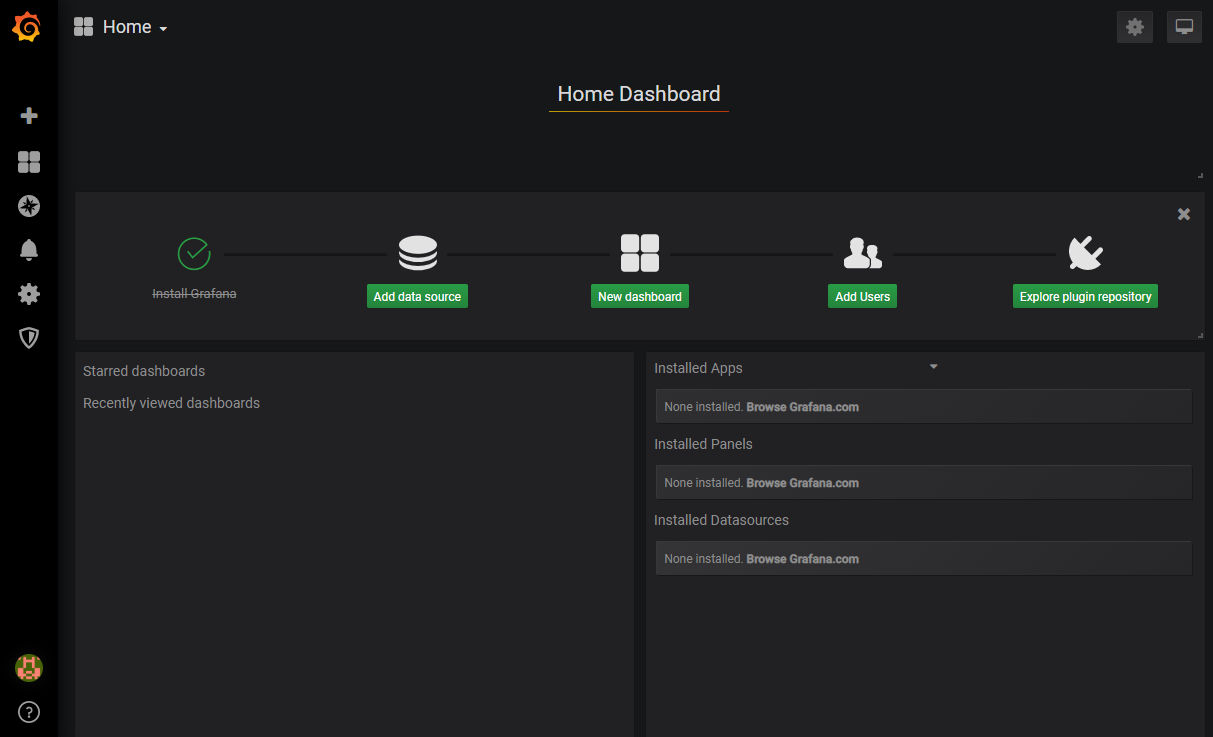 Home
Home Dashboard
Install Grafana
Add data source
New dashboard
Add Users
Explore plugin repository
Starred dashboards
Recently viewed dashboards
Installed Apps
None installed. Browse Grafana.com
Installed Panels
None installed. Browse Grafana.com
Installed Datasources
None installed. Browse Grafana.com